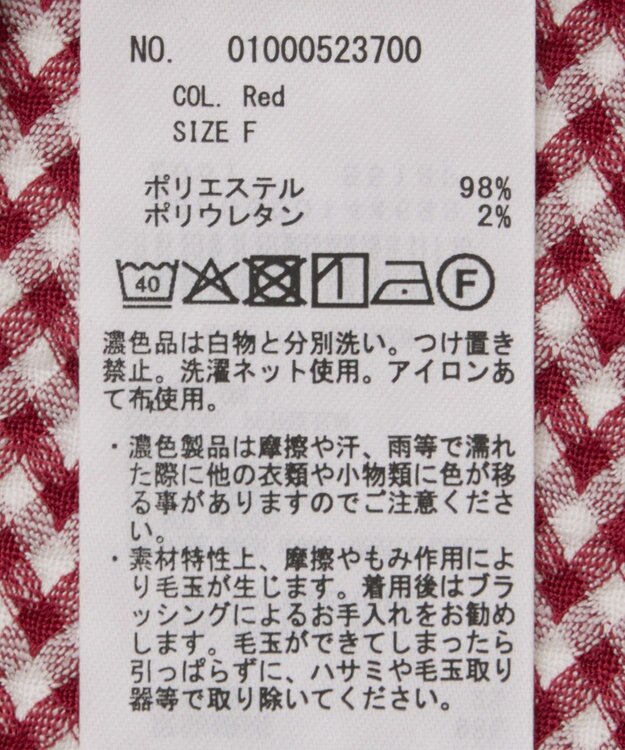 NO. 01000523700
COL. Red
SIZE F
ポリエステル 98%
ポリウレタン 2%
40 F
濃色品は白物と分別洗い。つけ置き
禁止。洗濯ネット使用。アイロンあ
て布使用。
・濃色製品は摩擦や汗、雨等で濡れ
た際に他の衣類や小物類に色が移
る事がありますのでご注意くださ
い。
・素材特性上、摩擦やもみ作用によ
り毛玉が生じます。着用後はブラ
ッシングによるお手入れをお勧め
します。毛玉ができてしまったら
引っぱらずに、ハサミや毛玉取り
器等で取り除いてください。